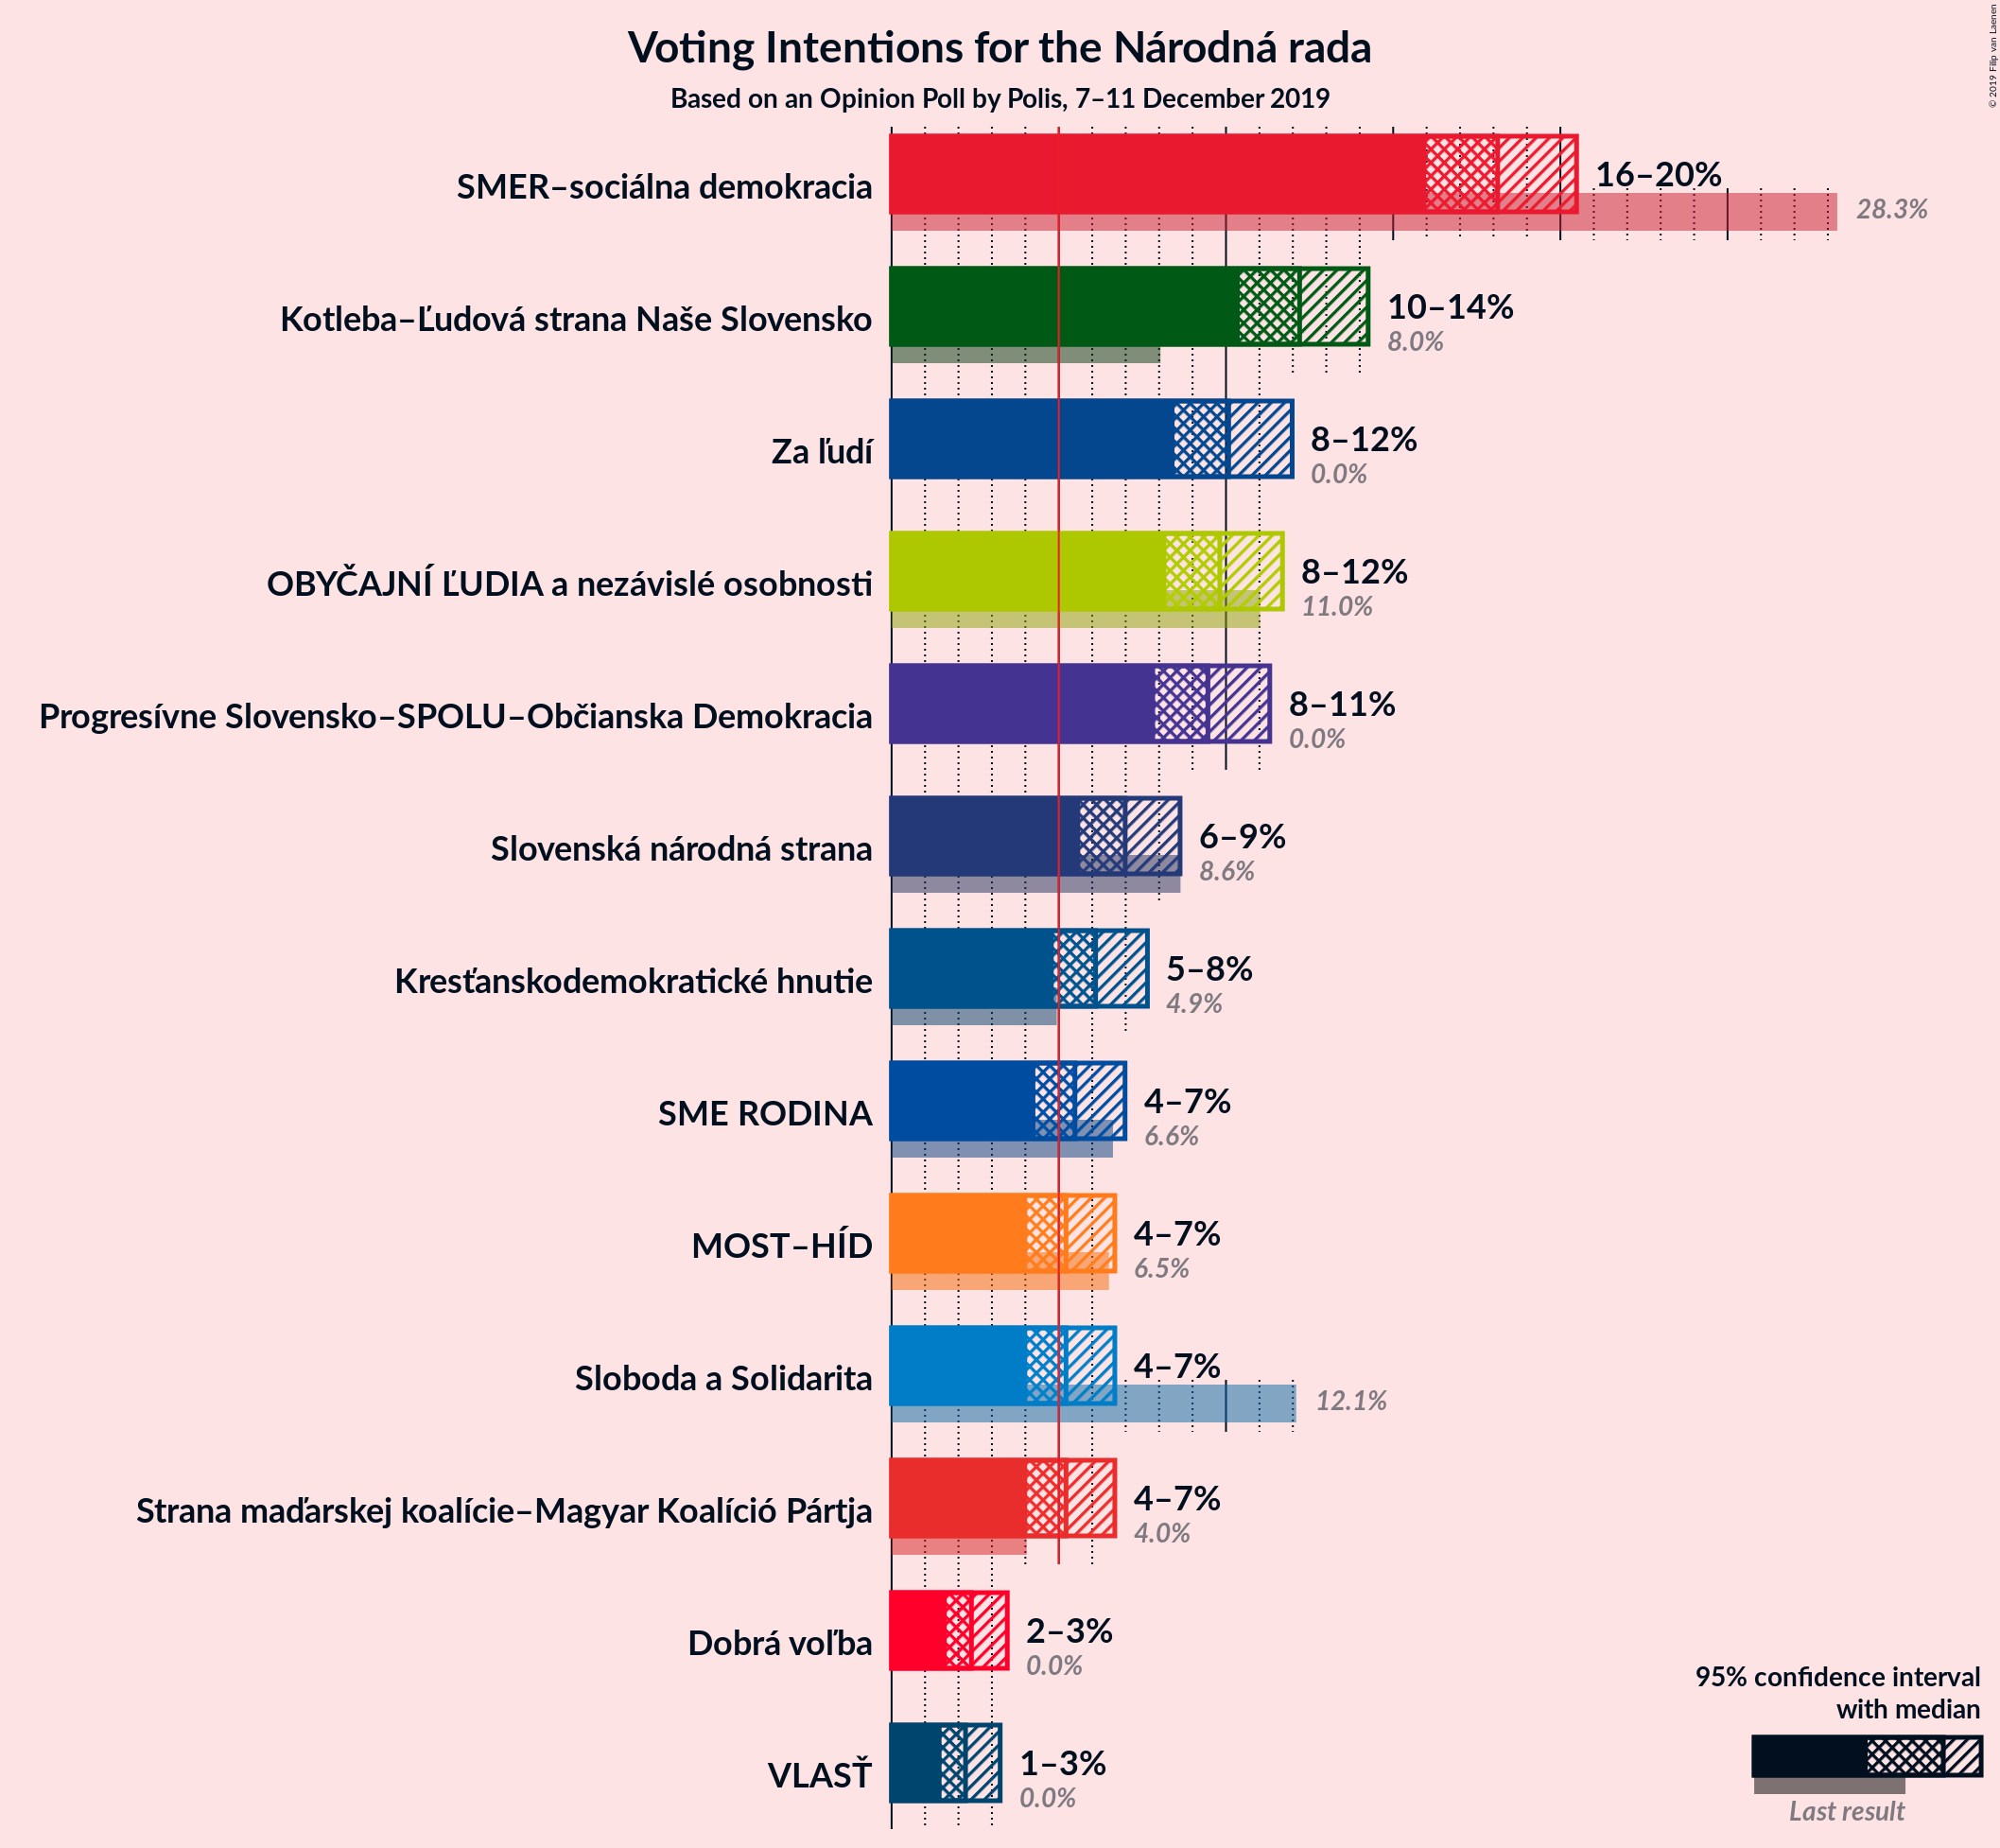 Voting Intentions for the Národná rada
Based on an Opinion Poll by Polis, 7–11 December 2019
© 2019 Filip van Laenen
SMER–sociálna demokracia
16–20%
28.3%
Kotleba–Ľudová strana Naše Slovensko
10–14%
8.0%
Za ľudí
8–12%
0.0%
OBYČAJNÍ ĽUDIA a nezávislé osobnosti
8–12%
11.0%
Progresívne Slovensko–SPOLU–Občianska Demokracia
8–11%
0.0%
Slovenská národná strana
6–9%
8.6%
Kresťanskodemokratické hnutie
5–8%
4.9%
SME RODINA
4–7%
6.6%
MOST–HÍD
4–7%
6.5%
Sloboda a Solidarita
4–7%
12.1%
Strana maďarskej koalície–Magyar Koalíció Pártja
4–7%
4.0%
Dobrá voľba
2–3%
0.0%
VLASŤ
1–3%
0.0%
95% confidence interval
with median
Last result